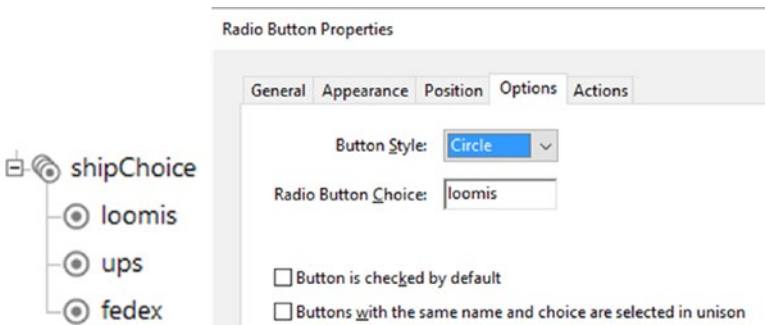 Radio Button Properties
General Appearance Position Options Actions
Button Style: Circle
Radio Button Choice: loomis
Button is checked by default
Buttons with the same name and choice are selected in unison
shipChoice
loomis
ups
fedex